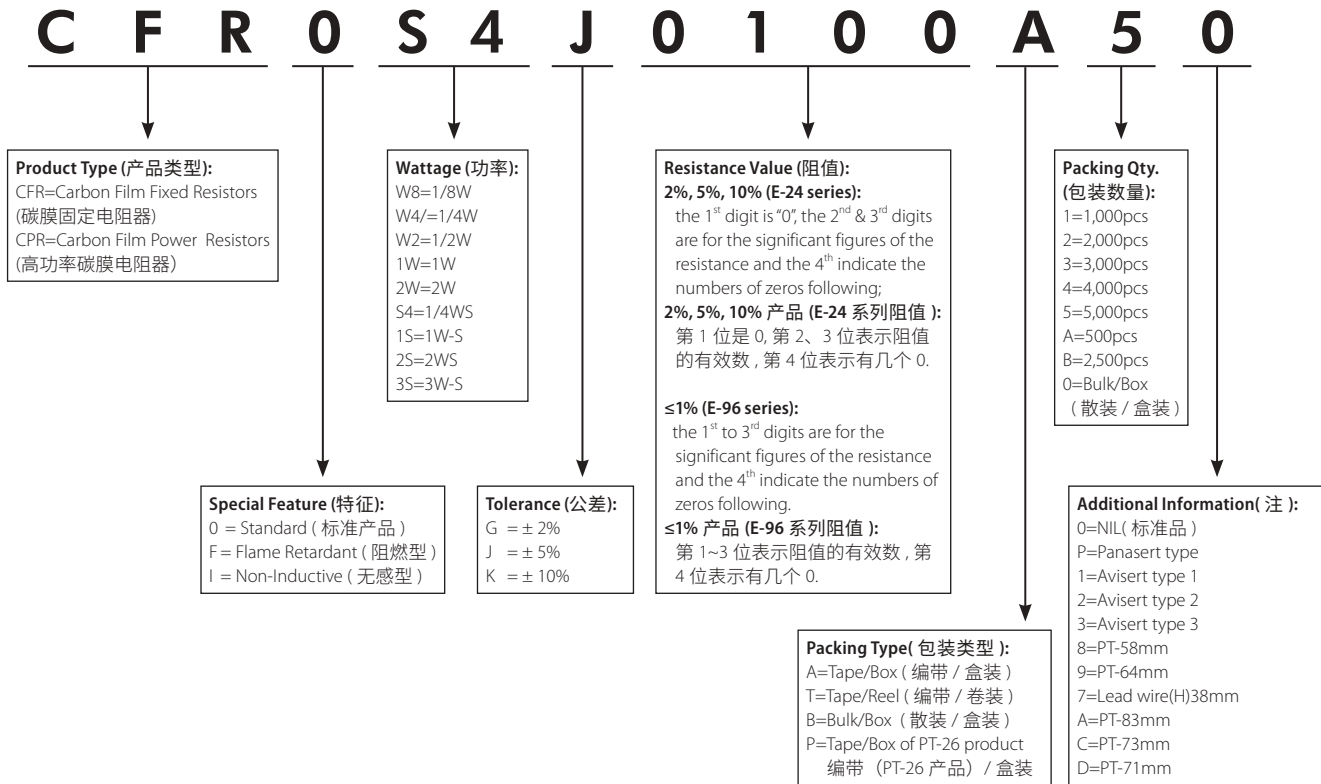 C F R 0 S 4 J 0 1 0 0 A 5 0
Product Type (产品类型):
CFR=Carbon Film Fixed Resistors
(碳膜固定电阻器)
CPR=Carbon Film Power Resistors
(高功率碳膜电阻器)
Wattage (功率):
W8=1/8W
W4/=1/4W
W2=1/2W
1W=1W
2W=2W
S4=1/4WS
1S=1W-S
2S=2WS
3S=3W-S
Resistance Value (阻值):
2%, 5%, 10% (E-24 series):
the 1st digit is "0", the 2nd & 3rd digits
are for the significant figures of the
resistance and the 4th indicate the
numbers of zeros following;
2%, 5%, 10% 产品 (E-24 系列阻值 ):
第 1 位是 0, 第 2、3 位表示阻值
的有效数 , 第 4 位表示有几个 0.
≤1% (E-96 series):
the 1st to 3rd digits are for the
significant figures of the resistance
and the 4th indicate the numbers of
zeros following.
≤1% 产品 (E-96 系列阻值 ):
第 1~3 位表示阻值的有效数 , 第
4 位表示有几个 0.
Packing Qty.
(包装数量):
1=1,000pcs
2=2,000pcs
3=3,000pcs
4=4,000pcs
5=5,000pcs
A=500pcs
B=2,500pcs
0=Bulk/Box
( 散装 / 盒装 )
Special Feature (特征):
0 = Standard ( 标准产品 )
F = Flame Retardant ( 阻燃型 )
I = Non-Inductive ( 无感型 )
Tolerance (公差):
G = ± 2%
J = ± 5%
K = ± 10%
Packing Type( 包装类型 ):
A=Tape/Box ( 编带 / 盒装 )
T=Tape/Reel ( 编带 / 卷装 )
B=Bulk/Box ( 散装 / 盒装 )
P=Tape/Box of PT-26 product
编带（PT-26 产品）/ 盒装
Additional Information( 注 ):
0=NIL( 标准品 )
P=Panasert type
1=Avisert type 1
2=Avisert type 2
3=Avisert type 3
8=PT-58mm
9=PT-64mm
7=Lead wire(H)38mm
A=PT-83mm
C=PT-73mm
D=PT-71mm